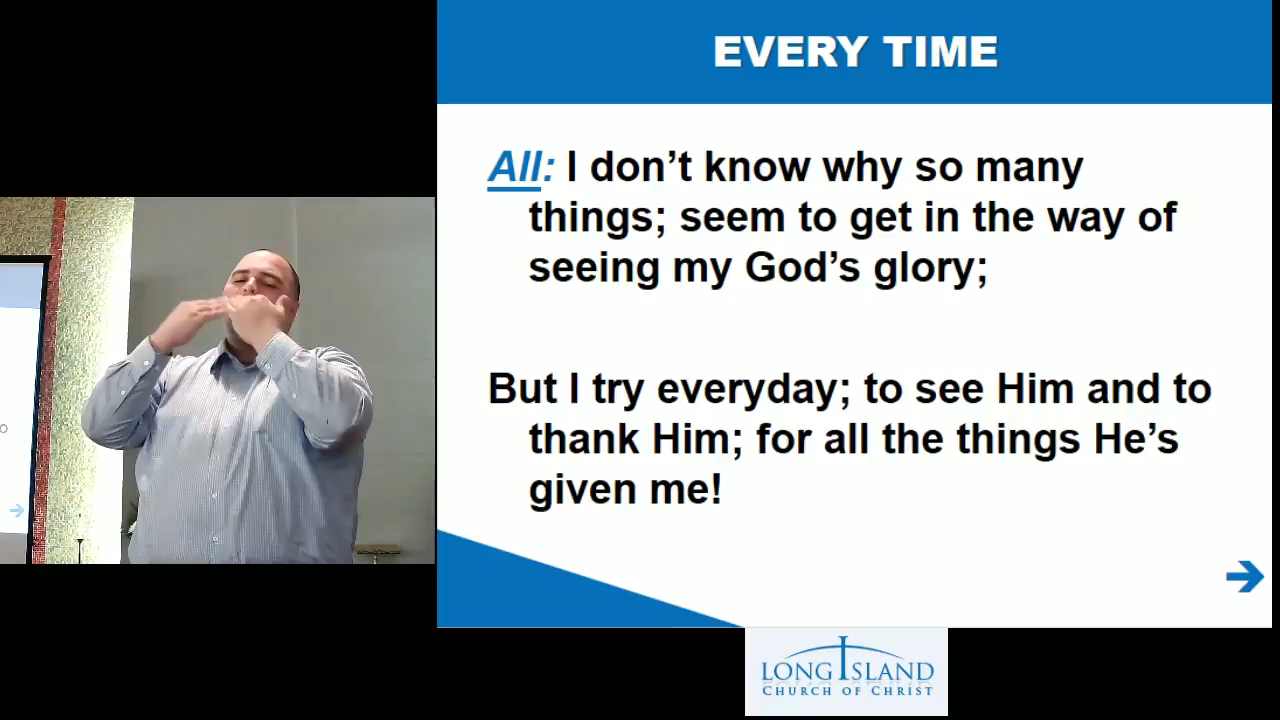 EVERY TIME
All: I don't know why so many
things; seem to get in the way of
seeing my God's glory;
But I try everyday; to see Him and to
thank Him; for all the things He's
given me!
LONG ISLAND
CHURCH OF CHRIST